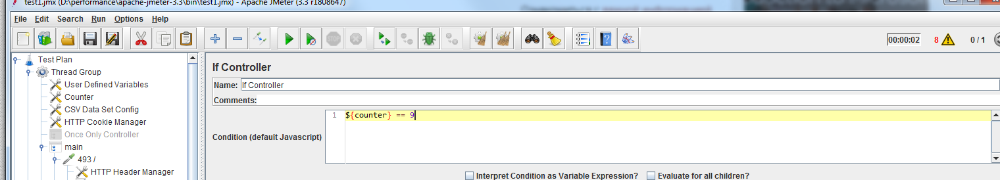 test1.jmx (D:\performance\apache-jmeter-3.3\bin\test1.jmx) - Apache JMeter (3.3 r1808647)
File Edit Search Run Options Help
STOP
00:00:02 8 0 / 1
Test Plan
Thread Group
User Defined Variables
Counter
CSV Data Set Config
HTTP Cookie Manager
Once Only Controller
main
493 /
HTTP Header Manager
If Controller
Name: If Controller
Comments:
Condition (default Javascript)
1 ${counter} == 9
Interpret Condition as Variable Expression? Evaluate for all children?